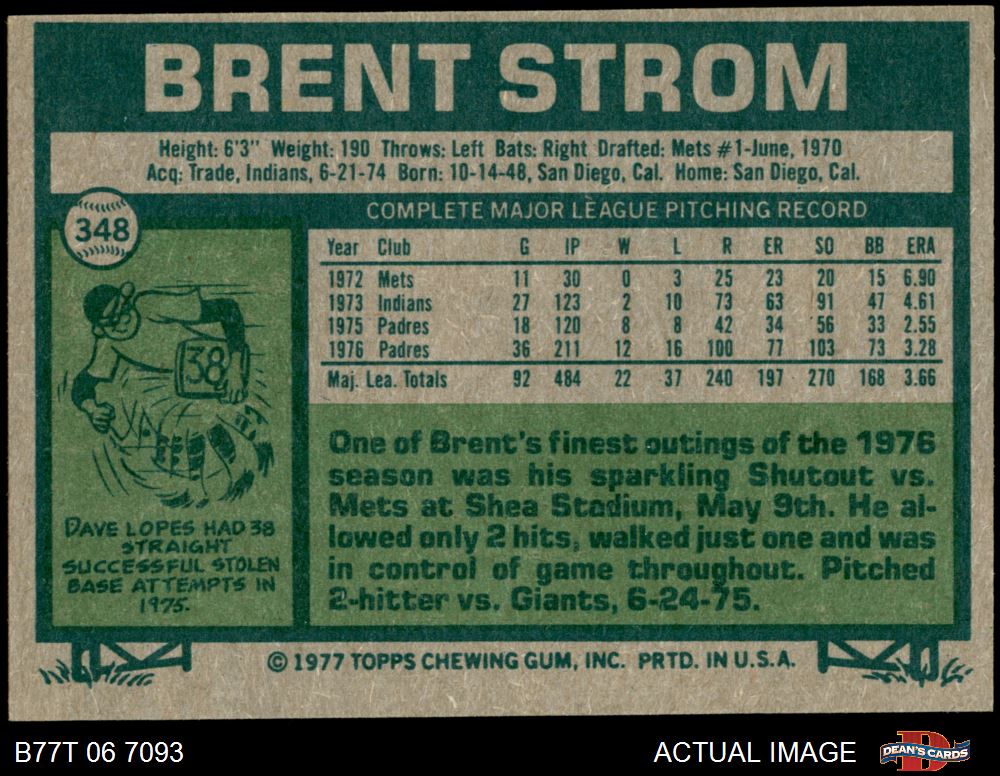 BRENT STROM
Height: 6'3" Weight: 190 Throws: Left Bats: Right Drafted: Mets #1-June, 1970
Acq: Trade, Indians, 6-21-74 Born: 10-14-48, San Diego, Cal. Home: San Diego, Cal.
348
COMPLETE MAJOR LEAGUE PITCHING RECORD
Year Club G IP W L R ER SO BB ERA
1972 Mets 11 30 0 3 25 23 20 15 6.90
1973 Indians 27 123 2 10 73 63 91 47 4.61
1975 Padres 18 120 8 8 42 34 56 33 2.55
1976 Padres 36 211 12 16 100 77 103 73 3.28
Maj. Lea. Totals 92 484 22 37 240 197 270 168 3.66
38
DAVE LOPES HAD 38
STRAIGHT
SUCCESSFUL STOLEN
BASE ATTEMPTS IN
1975.
One of Brent's finest outings of the 1976
season was his sparkling Shutout vs.
Mets at Shea Stadium, May 9th. He al-
lowed only 2 hits, walked just one and was
in control of game throughout. Pitched
2-hitter vs. Giants, 6-24-75.
© 1977 TOPPS CHEWING GUM, INC. PRTD. IN U.S.A.
B77T 06 7093
ACTUAL IMAGE
D
DEAN'S CARDS